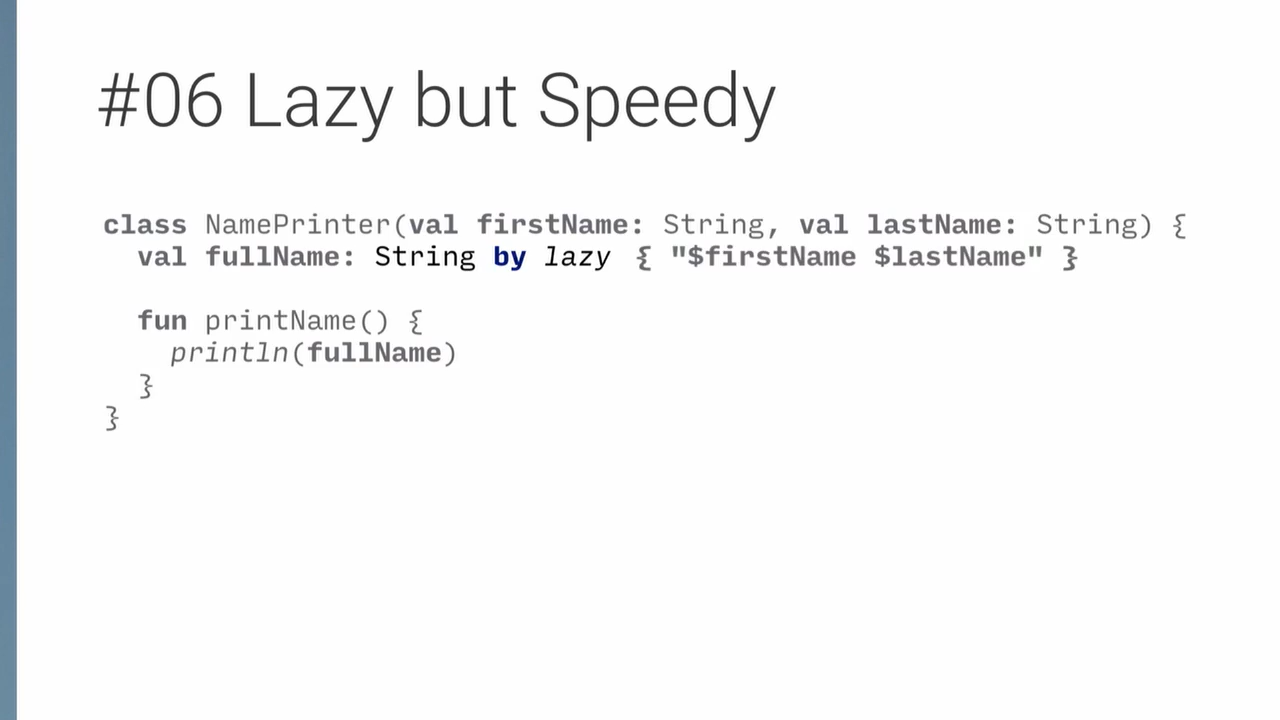 #06 Lazy but Speedy
class NamePrinter(val firstName: String, val lastName: String) {
  val fullName: String by lazy { "$firstName $lastName" }
  fun printName() {
    println(fullName)
  }
}